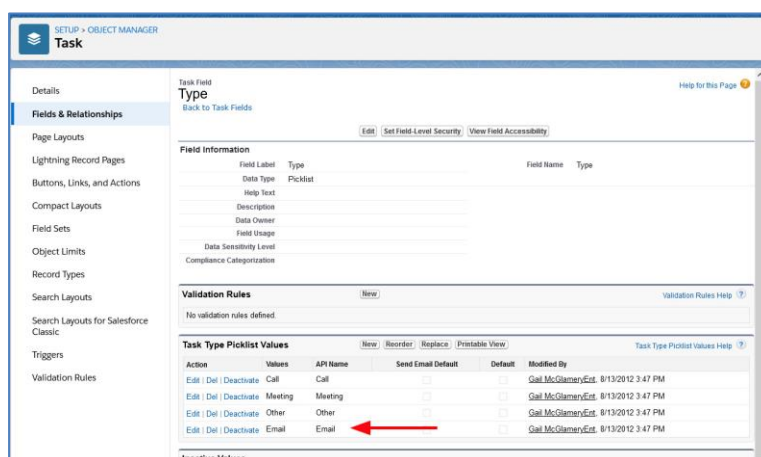 SETUP > OBJECT MANAGER
Task
Details
Fields & Relationships
Page Layouts
Lightning Record Pages
Buttons, Links, and Actions
Compact Layouts
Field Sets
Object Limits
Record Types
Search Layouts
Search Layouts for Salesforce
Classic
Triggers
Validation Rules
Task Field
Type
Help for this Page
Back to Task Fields
Edit Set Field-Level Security View Field Accessibility
Field Information
Field Label Type Field Name Type
Data Type Picklist
Help Text
Description
Data Owner
Field Usage
Data Sensitivity Level
Compliance Categorization
Validation Rules New Validation Rules Help ?
No validation rules defined.
Task Type Picklist Values New Reorder Replace Printable View Task Type Picklist Values Help ?
Action Values API Name Send Email Default Default Modified By
Edit | Del | Deactivate Call Call Gail McGlameryEnt, 8/13/2012 3:47 PM
Edit | Del | Deactivate Meeting Meeting Gail McGlameryEnt, 8/13/2012 3:47 PM
Edit | Del | Deactivate Other Other Gail McGlameryEnt, 8/13/2012 3:47 PM
Edit | Del | Deactivate Email Email Gail McGlameryEnt, 8/13/2012 3:47 PM